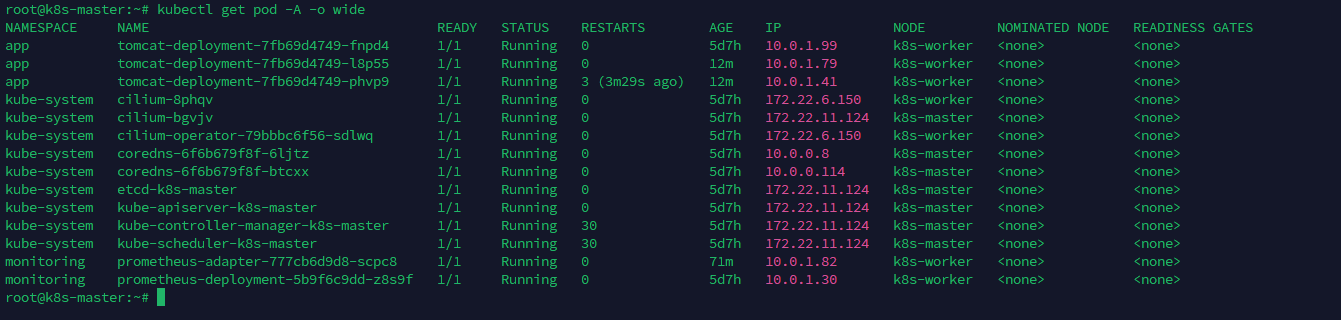 root@k8s-master:~# kubectl get pod -A -o wide
NAMESPACE NAME READY STATUS RESTARTS AGE IP NODE NOMINATED NODE READINESS GATES
app tomcat-deployment-7fb69d4749-fnpd4 1/1 Running 0 5d7h 10.0.1.99 k8s-worker <none> <none>
app tomcat-deployment-7fb69d4749-l8p55 1/1 Running 0 12m 10.0.1.79 k8s-worker <none> <none>
app tomcat-deployment-7fb69d4749-phvp9 1/1 Running 3 (3m29s ago) 12m 10.0.1.41 k8s-worker <none> <none>
kube-system cilium-8phqv 1/1 Running 0 5d7h 172.22.6.150 k8s-worker <none> <none>
kube-system cilium-bgvjv 1/1 Running 0 5d7h 172.22.11.124 k8s-master <none> <none>
kube-system cilium-operator-79bbbc6f56-sdlwq 1/1 Running 0 5d7h 172.22.6.150 k8s-worker <none> <none>
kube-system coredns-6f6b679f8f-6ljtz 1/1 Running 0 5d7h 10.0.0.8 k8s-master <none> <none>
kube-system coredns-6f6b679f8f-btcxx 1/1 Running 0 5d7h 10.0.0.114 k8s-master <none> <none>
kube-system etcd-k8s-master 1/1 Running 0 5d7h 172.22.11.124 k8s-master <none> <none>
kube-system kube-apiserver-k8s-master 1/1 Running 0 5d7h 172.22.11.124 k8s-master <none> <none>
kube-system kube-controller-manager-k8s-master 1/1 Running 30 5d7h 172.22.11.124 k8s-master <none> <none>
kube-system kube-scheduler-k8s-master 1/1 Running 30 5d7h 172.22.11.124 k8s-master <none> <none>
monitoring prometheus-adapter-777cb6d9d8-scpc8 1/1 Running 0 71m 10.0.1.82 k8s-worker <none> <none>
monitoring prometheus-deployment-5b9f6c9dd-z8s9f 1/1 Running 0 5d7h 10.0.1.30 k8s-worker <none> <none>
root@k8s-master:~#